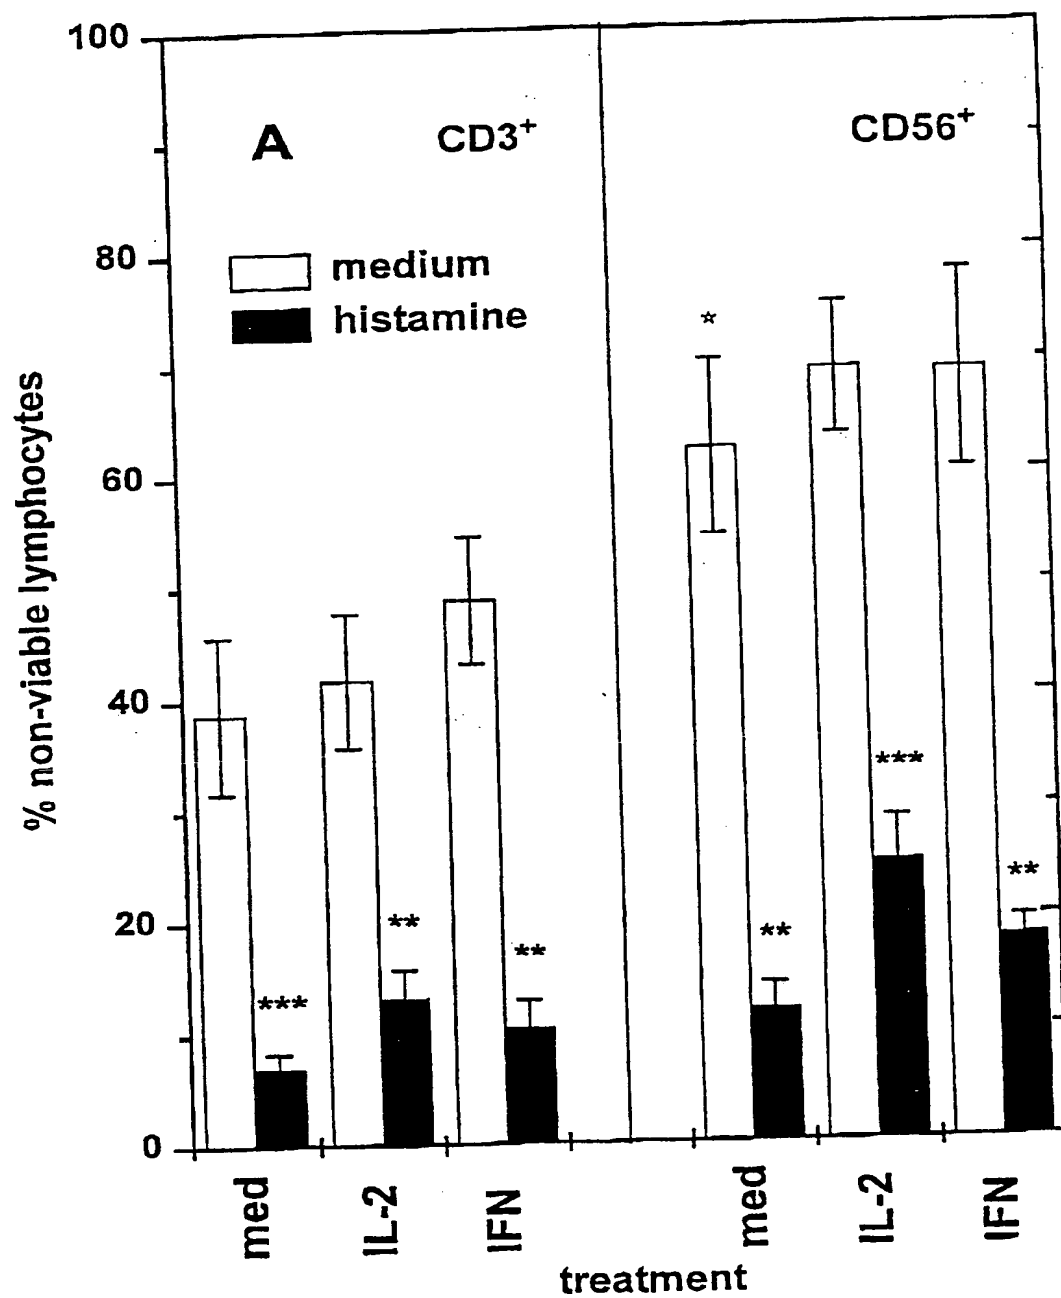 100
A CD3⁺ CD56⁺
80
medium
histamine
☆
60
% non-viable lymphocytes
40
***
** **
20
** **
***
0
med IL-2 IFN med IL-2 IFN
treatment